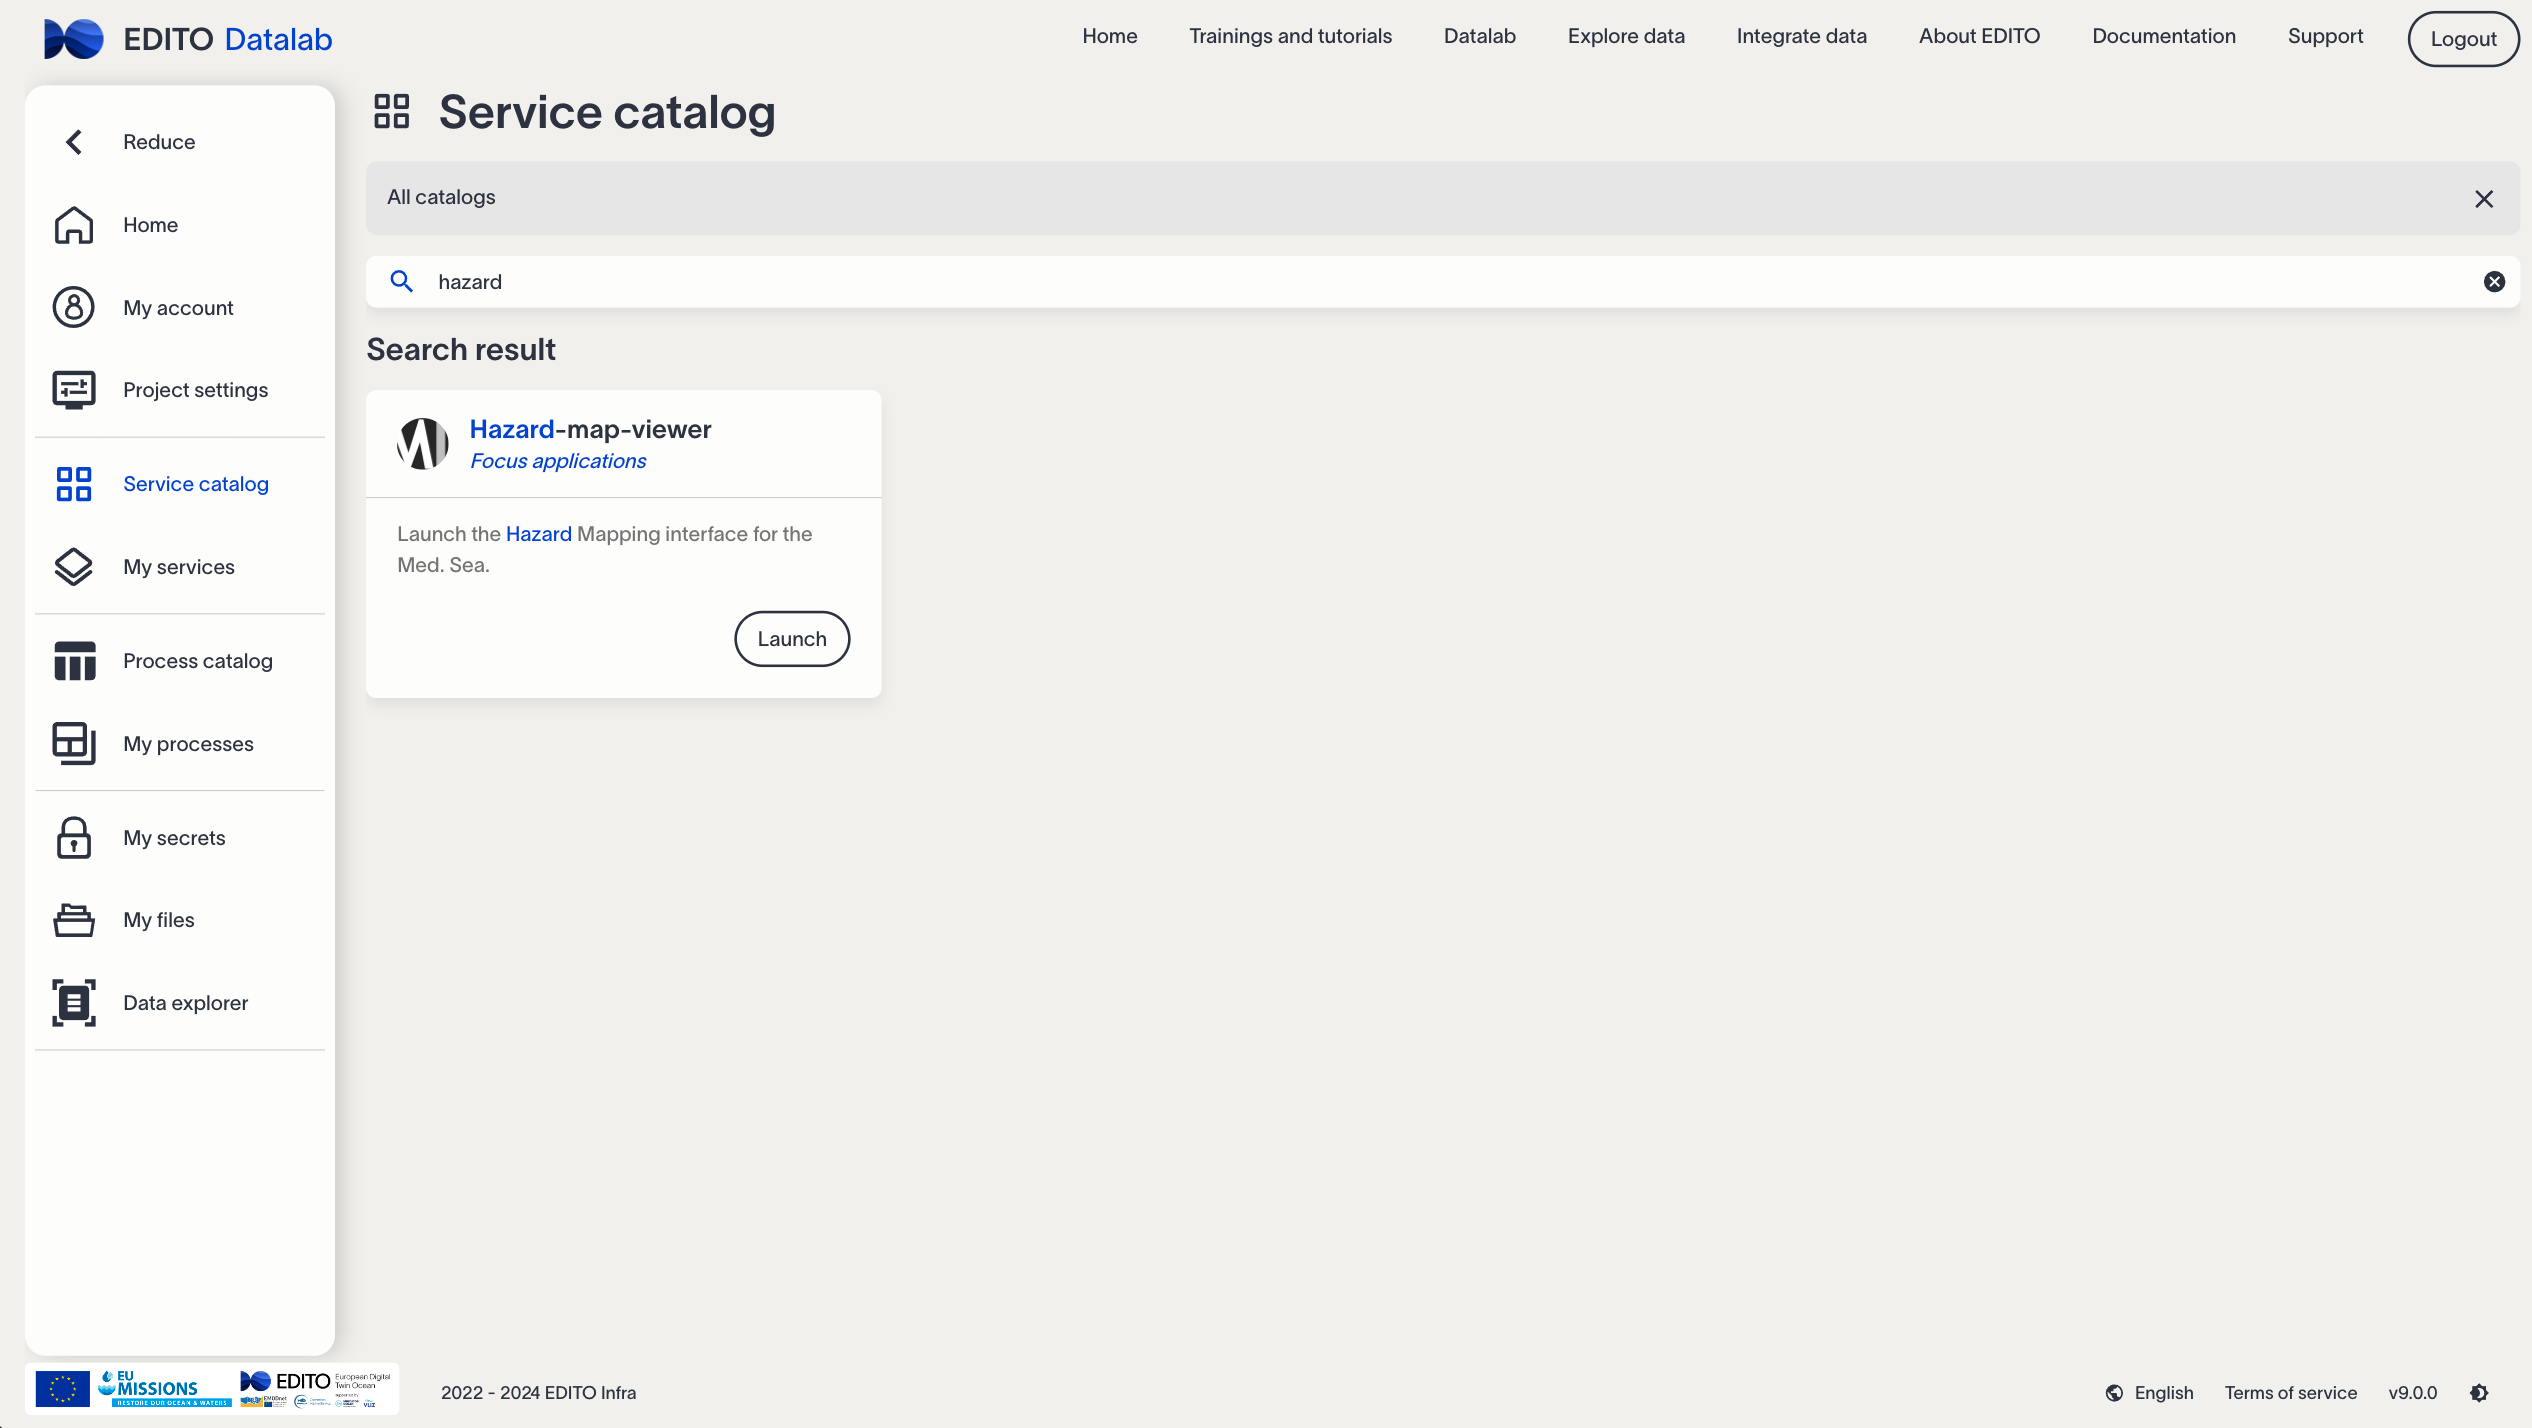 EDITO Datalab
Home
Trainings and tutorials
Datalab
Explore data
Integrate data
About EDITO
Documentation
Support
Logout
Reduce
Home
My account
Project settings
Service catalog
My services
Process catalog
My processes
My secrets
My files
Data explorer
Service catalog
All catalogs
hazard
Search result
Hazard-map-viewer
Focus applications
Launch the Hazard Mapping interface for the
Med. Sea.
Launch
EU
MISSIONS
RESTORE OUR OCEAN & WATERS
EDITO
European Digital
Twin Ocean
2022 - 2024 EDITO Infra
English
Terms of service
v9.0.0